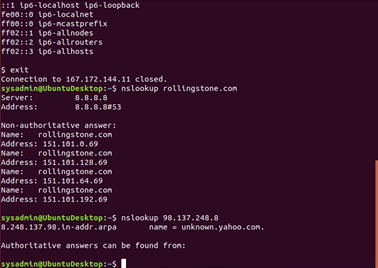 ::1 ip6-localhost ip6-loopback
fe00::0 ip6-localnet
ff00::0 ip6-mcastprefix
ff02::1 ip6-allnodes
ff02::2 ip6-allrouters
ff02::3 ip6-allhosts
$ exit
Connection to 167.172.144.11 closed.
sysadmin@UbuntuDesktop:~$ nslookup rollingstone.com
Server: 8.8.8.8
Address: 8.8.8.8#53
Non-authoritative answer:
Name: rollingstone.com
Address: 151.101.0.69
Name: rollingstone.com
Address: 151.101.128.69
Name: rollingstone.com
Address: 151.101.64.69
Name: rollingstone.com
Address: 151.101.192.69
sysadmin@UbuntuDesktop:~$ nslookup 98.137.248.8
8.248.137.98.in-addr.arpa name = unknown.yahoo.com.
Authoritative answers can be found from:
sysadmin@UbuntuDesktop:~$